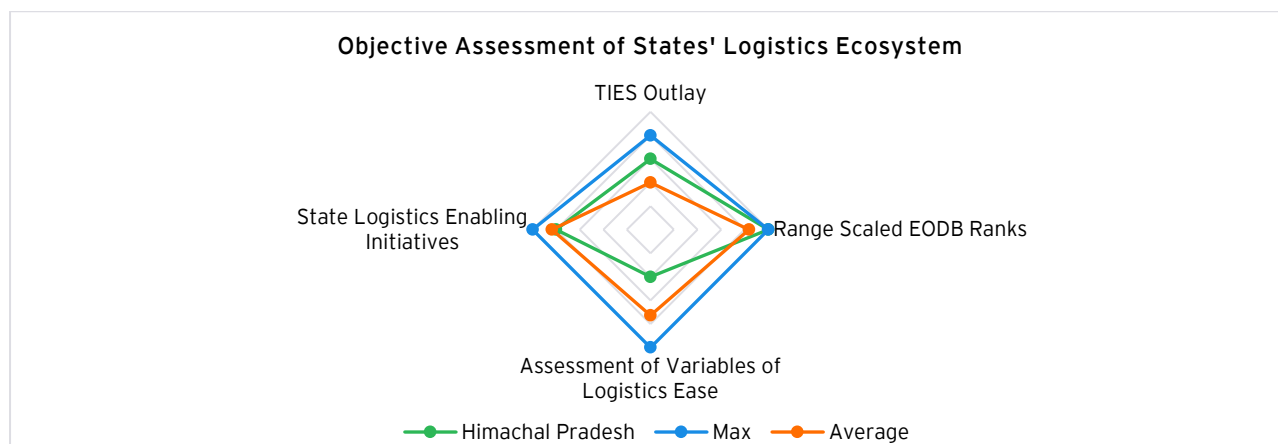 Objective Assessment of States' Logistics Ecosystem
TIES Outlay
State Logistics Enabling
Initiatives
Range Scaled EODB Ranks
Assessment of Variables of
Logistics Ease
Himachal Pradesh
Max
Average